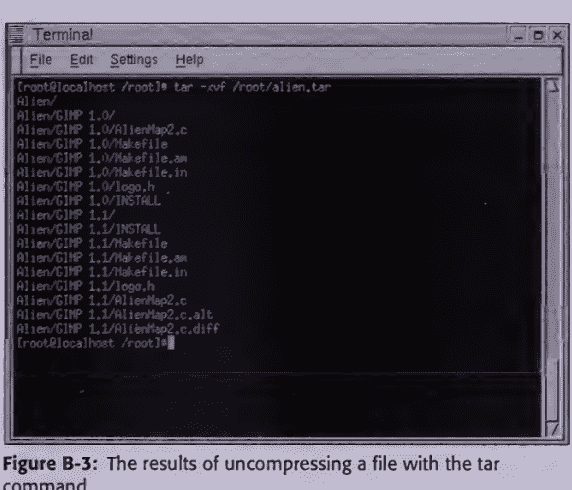 Terminal
File Edit Settings Help
[root@localhost /root]# tar -xvf /root/alien.tar
Alien/
Alien/GIMP 1.0/
Alien/GIMP 1.0/AlienMap2.c
Alien/GIMP 1.0/Makefile
Alien/GIMP 1.0/Makefile.am
Alien/GIMP 1.0/Makefile.in
Alien/GIMP 1.0/logo.h
Alien/GIMP 1.0/INSTALL
Alien/GIMP 1.1/
Alien/GIMP 1.1/INSTALL
Alien/GIMP 1.1/Makefile
Alien/GIMP 1.1/Makefile.am
Alien/GIMP 1.1/Makefile.in
Alien/GIMP 1.1/logo.h
Alien/GIMP 1.1/AlienMap2.c
Alien/GIMP 1.1/AlienMap2.c.alt
Alien/GIMP 1.1/AlienMap2.c.diff
[root@localhost /root]#
Figure B-3: The results of uncompressing a file with the tar
command